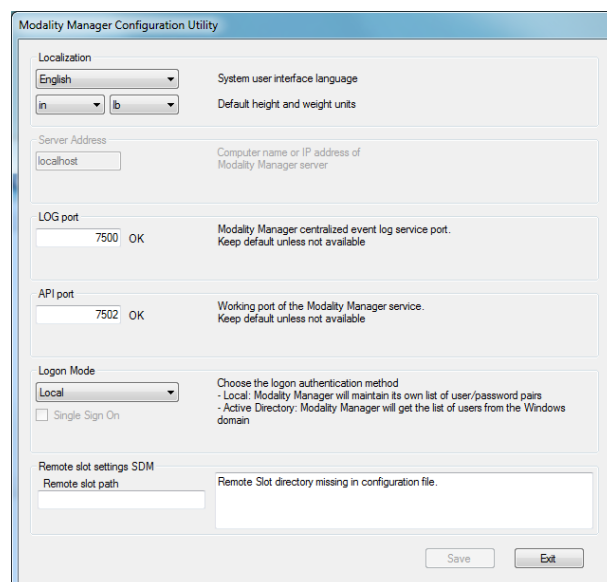 Modality Manager Configuration Utility
Localization
English
System user interface language
in
lb
Default height and weight units
Server Address
localhost
Computer name or IP address of
Modality Manager server
LOG port
7500
OK
Modality Manager centralized event log service port.
Keep default unless not available
API port
7502
OK
Working port of the Modality Manager service.
Keep default unless not available
Logon Mode
Local
Single Sign On
Choose the logon authentication method
- Local: Modality Manager will maintain its own list of user/password pairs
- Active Directory: Modality Manager will get the list of users from the Windows
domain
Remote slot settings SDM
Remote slot path
Remote Slot directory missing in configuration file.
Save
Exit